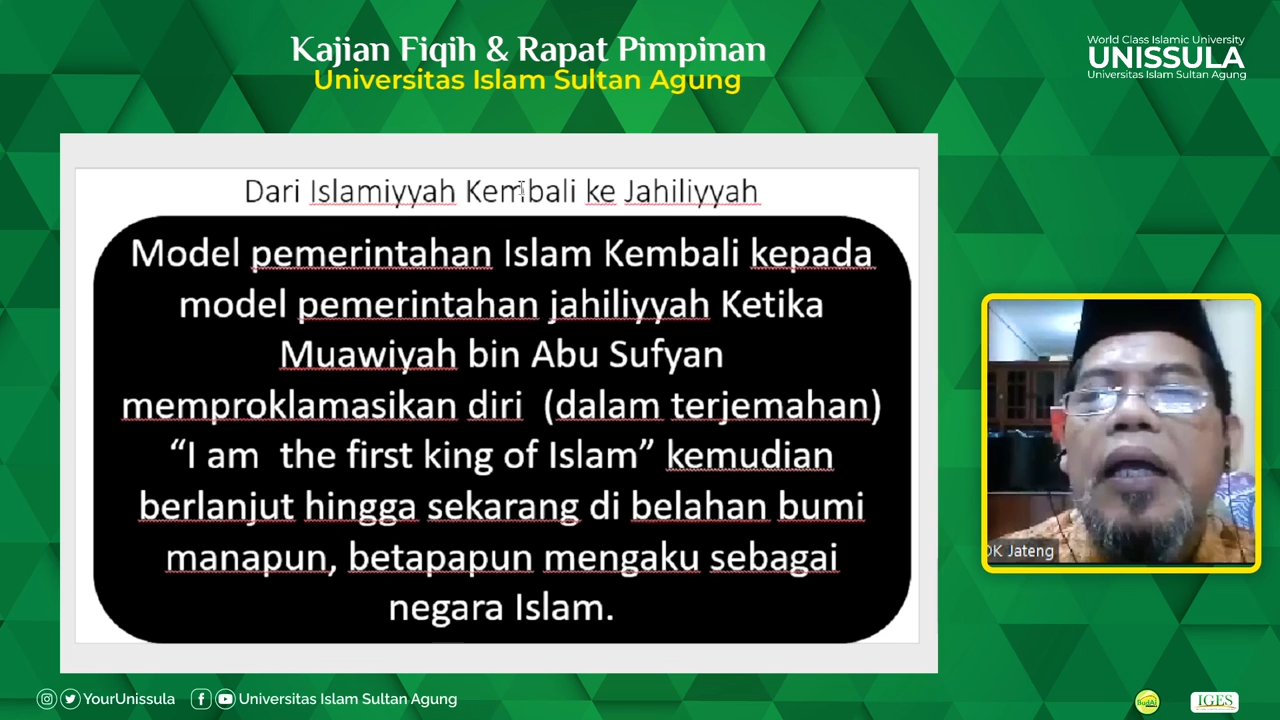 Kajian Fiqih & Rapat Pimpinan
Universitas Islam Sultan Agung
World Class Islamic University
UNISSULA
Universitas Islam Sultan Agung
Dari Islamiyyah Kembali ke Jahiliyyah
Model pemerintahan Islam Kembali kepada
model pemerintahan jahiliyyah Ketika
Muawiyah bin Abu Sufyan
memproklamasikan diri (dalam terjemahan)
“I am the first king of Islam” kemudian
berlanjut hingga sekarang di belahan bumi
manapun, betapapun mengaku sebagai
negara Islam.
OK Jateng
YourUnissula
Universitas Islam Sultan Agung
BudAi
IGES